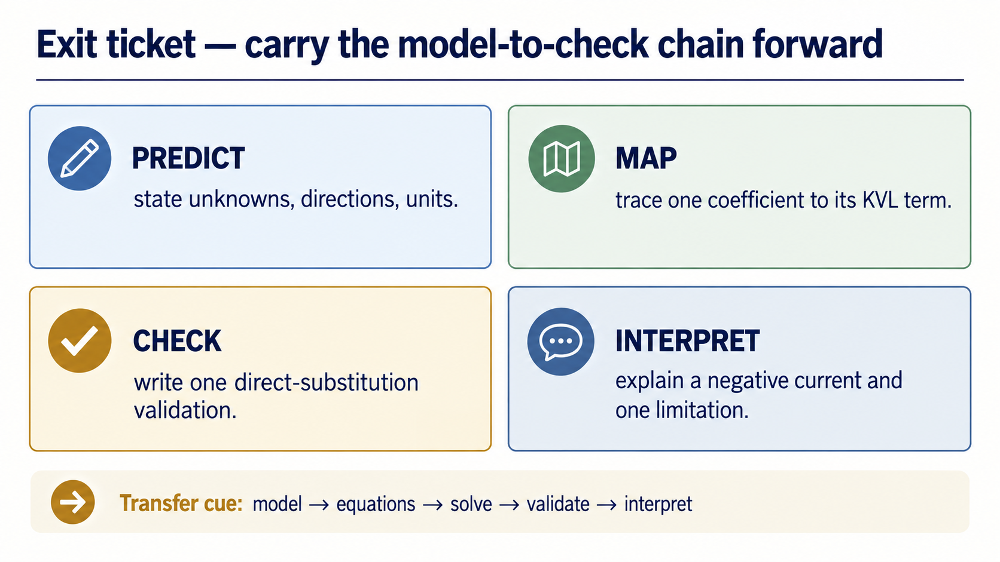 Exit ticket — carry the model-to-check chain forward
PREDICT
state unknowns, directions, units.
MAP
trace one coefficient to its KVL term.
CHECK
write one direct-substitution
validation.
INTERPRET
explain a negative current and
one limitation.
Transfer cue: model → equations → solve → validate → interpret